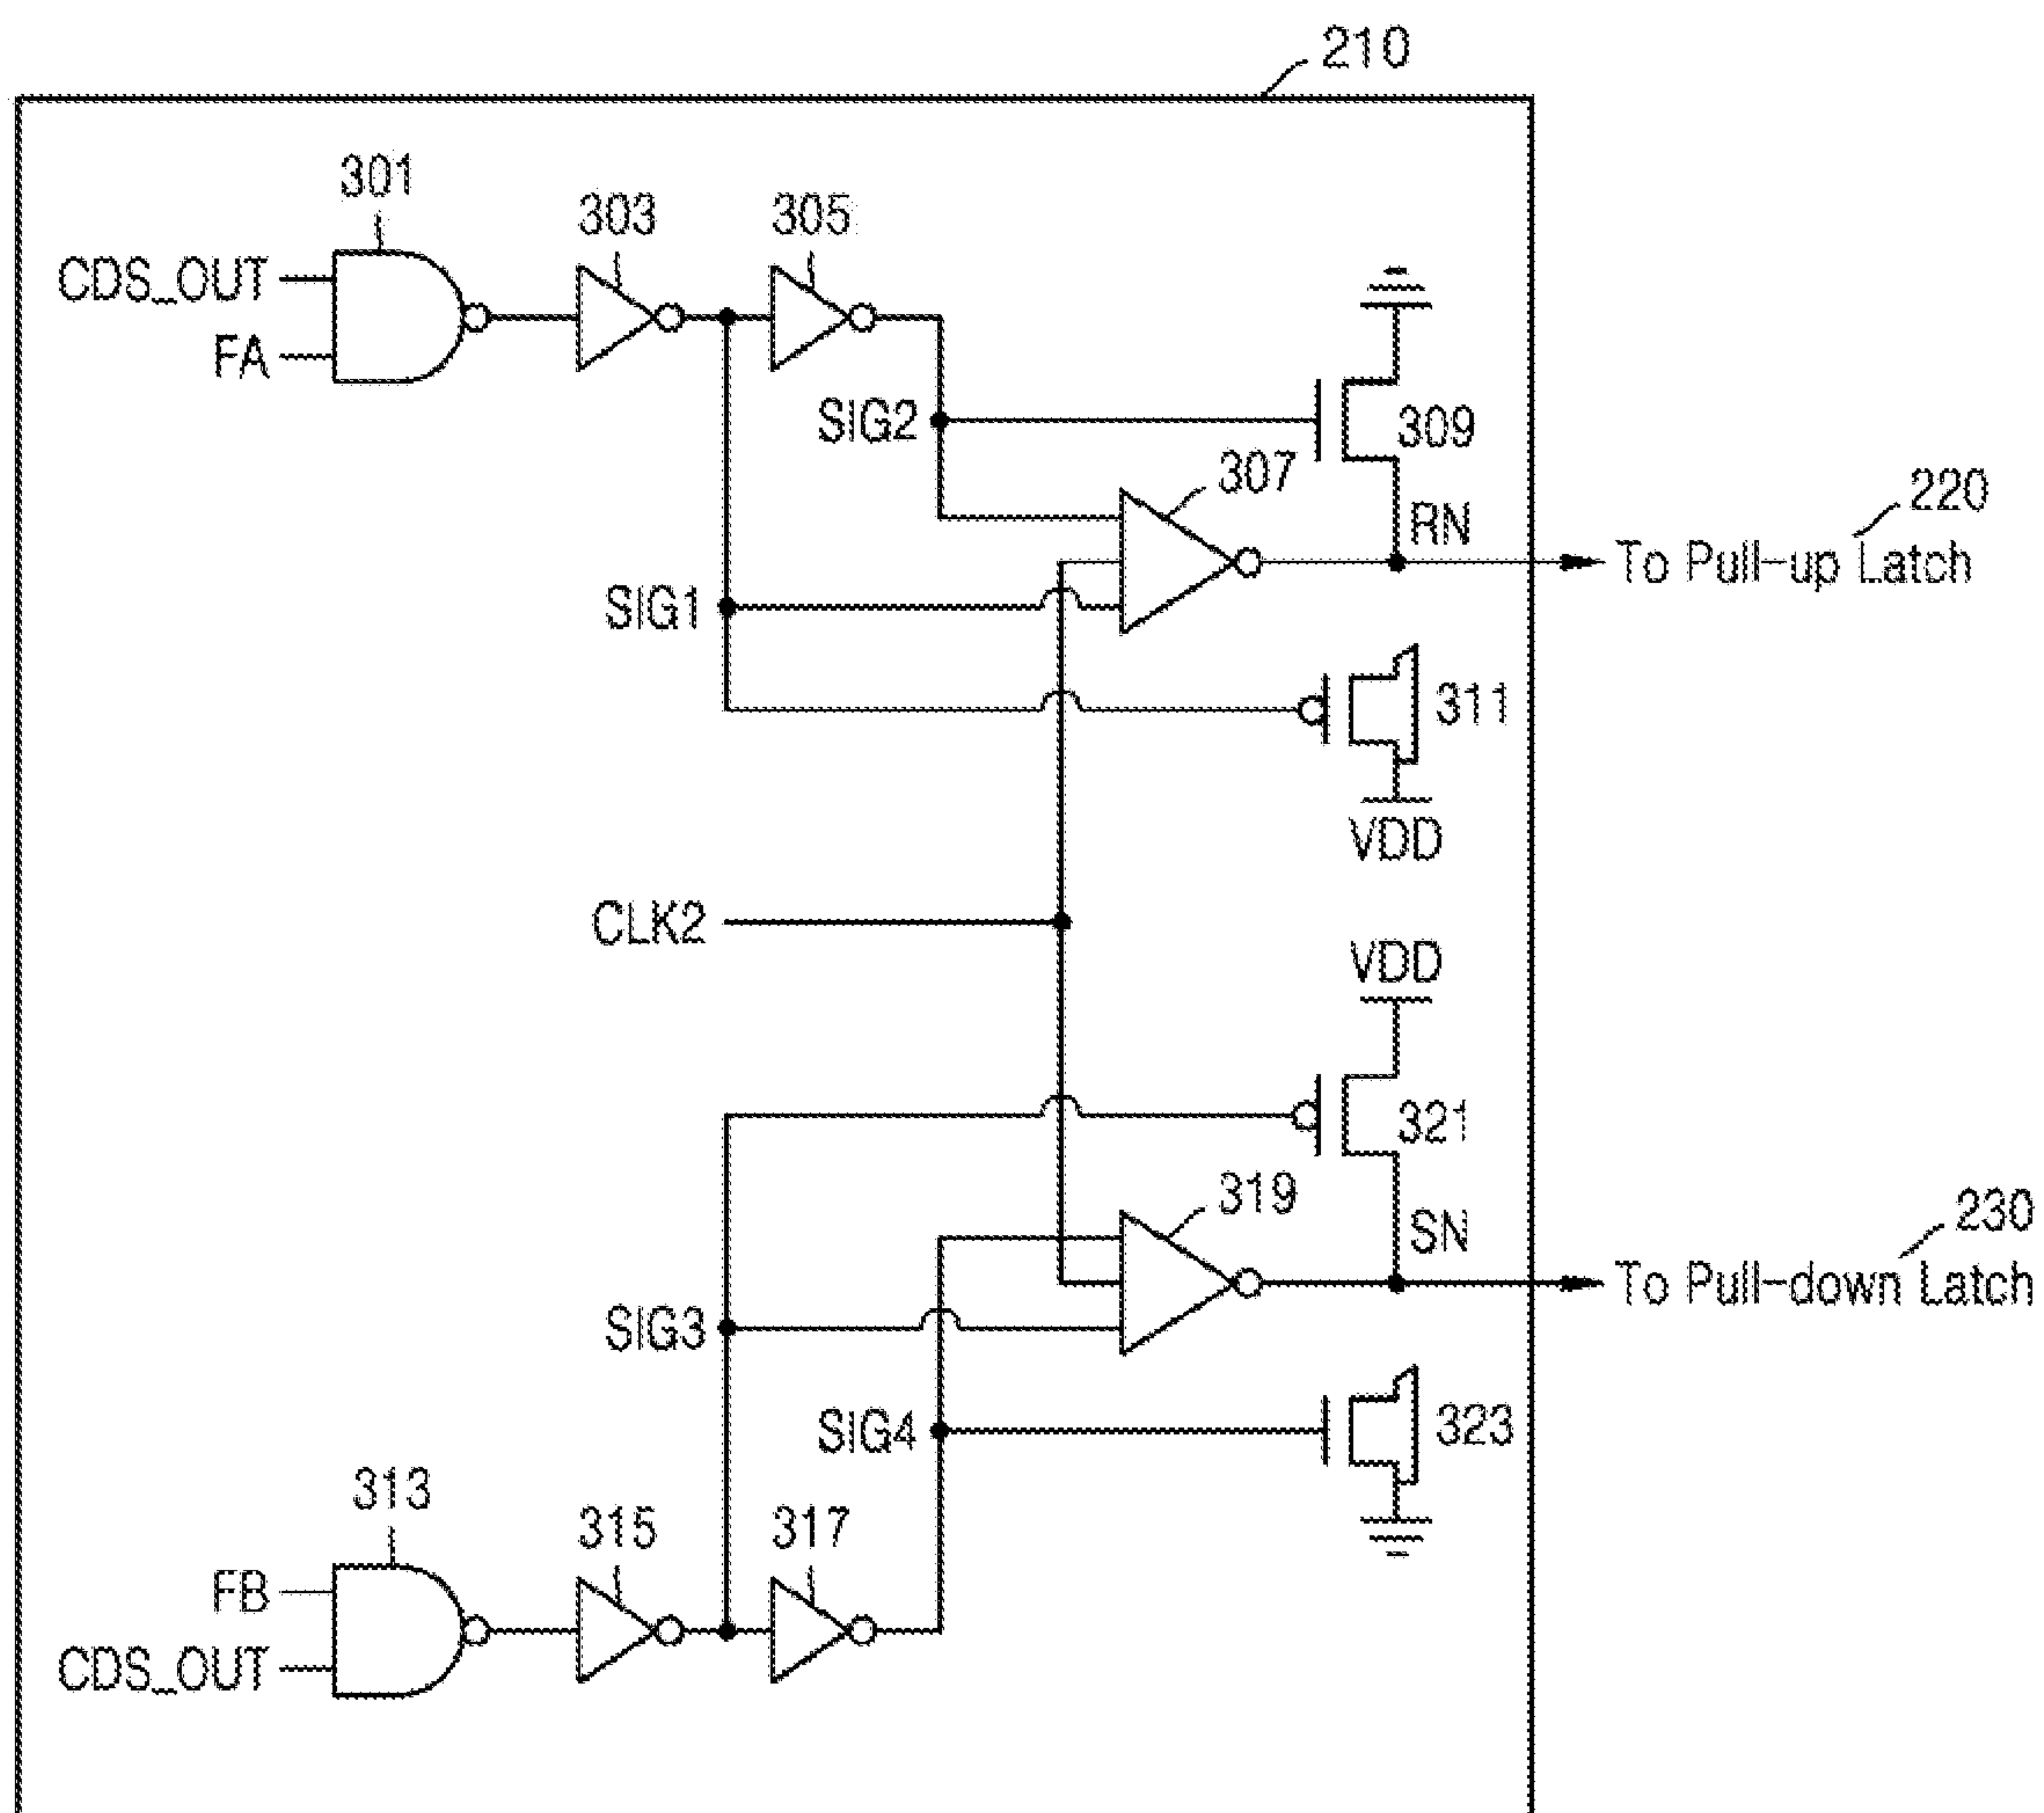 210
301
303
305
CDS_OUT
FA
SIG2
309
307
RN
220
To Pull-up Latch
SIG1
311
VDD
CLK2
VDD
321
319
SN
230
To Pull-down Latch
SIG3
SIG4
323
313
315
317
FB
CDS_OUT